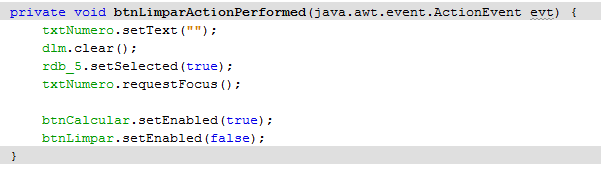 private void btnLimparActionPerformed(java.awt.event.ActionEvent evt) {
txtNumero.setText("");
dlm.clear();
rdb_5.setSelected(true);
txtNumero.requestFocus();
btnCalcular.setEnabled(true);
btnLimpar.setEnabled(false);
}